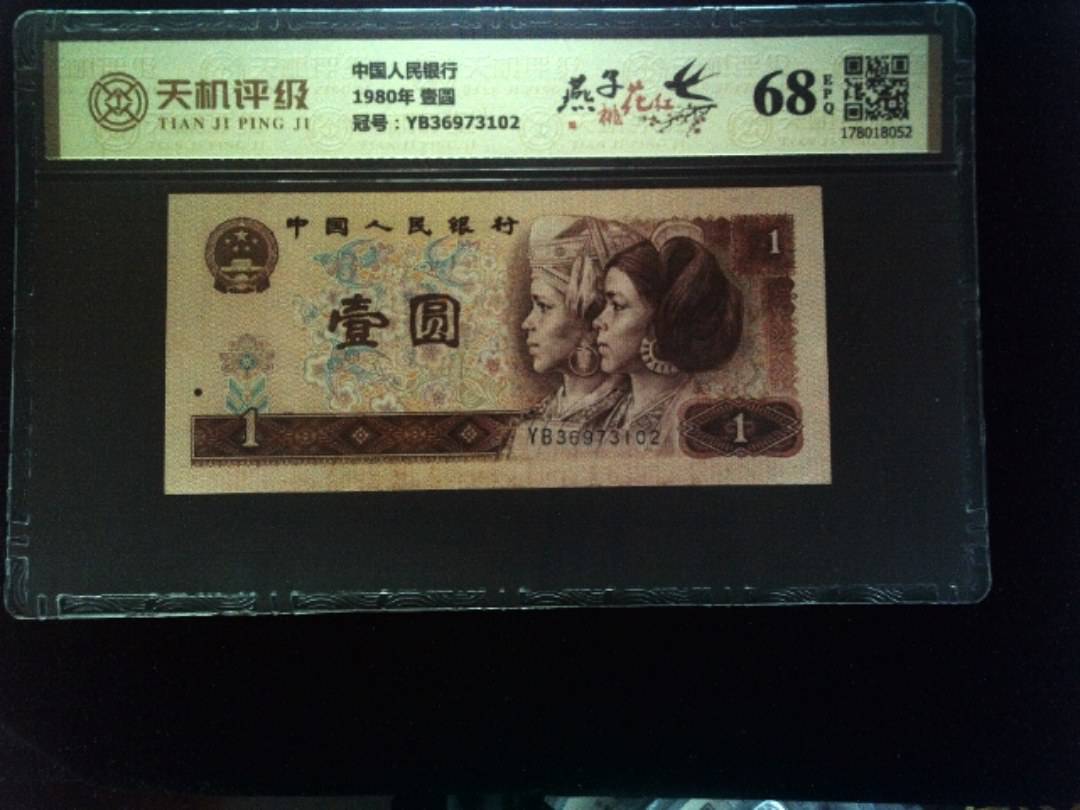 天机评级
TIAN JI PING JI
中国人民银行
1980年 壹圆
冠号：YB36973102
燕子桃花红
68
EPQ
178018052
中国人民银行
1
壹圆
1
YB36973102
1